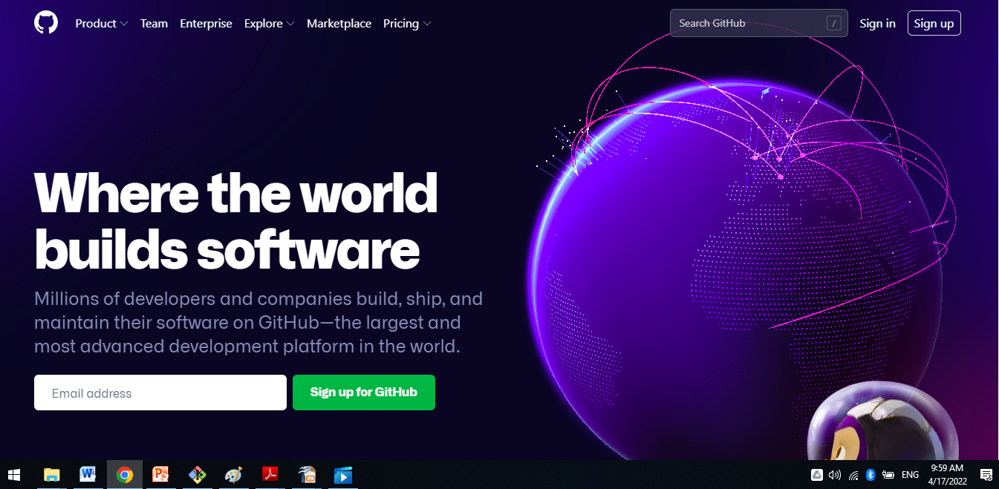 Product Team Enterprise Explore Marketplace Pricing Search GitHub / Sign in Sign up
Where the world
builds software
Millions of developers and companies build, ship, and
maintain their software on GitHub—the largest and
most advanced development platform in the world.
Email address Sign up for GitHub
ENG 9:59 AM
4/17/2022